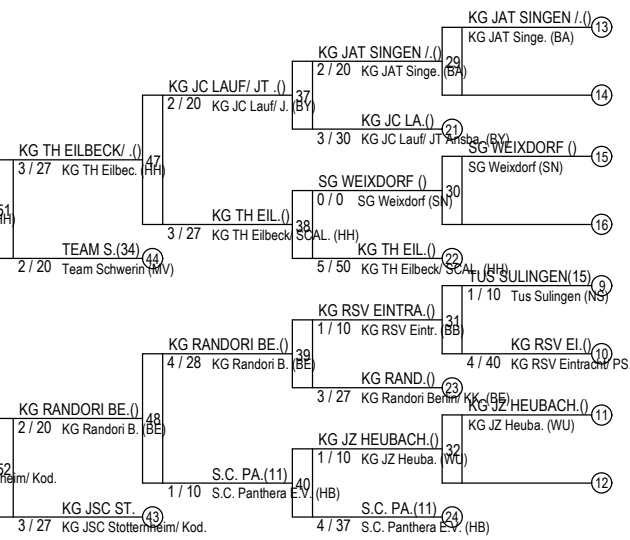 KG JAT SINGEN /.() 13
KG JAT Singe. (BA)
KG JAT SINGEN /.() 29
2 / 20 KG JAT Singe. (BA)
14
KG JC LAUF/ JT .() 37
2 / 20 KG JC Lauf/ J. (BY)
KG JC LA.() 21
3 / 30 KG JC Lauf/ JT Ansba. (BY)
SG WEIXDORF () 15
SG Weixdorf (SN)
KG TH EILBECK/ .() 47
3 / 27 KG TH Eilbec. (HH)
SG WEIXDORF () 30
0 / 0 SG Weixdorf (SN)
51
HH)
KG TH EIL.() 38
3 / 27 KG TH Eilbeck/ SCAL. (HH)
16
TEAM S.(34) 44
2 / 20 Team Schwerin (MV)
KG TH EIL.() 22
5 / 50 KG TH Eilbeck/ SCAL. (HH)
TUS SULINGEN(15) 9
1 / 10 Tus Sulingen (NS)
KG RSV EINTRA.() 31
1 / 10 KG RSV Eintr. (BB)
KG RANDORI BE.() 39
4 / 28 KG Randori B. (BE)
KG RSV EI.() 10
4 / 40 KG RSV Eintracht/ PS.
KG RAND.() 23
3 / 27 KG Randori Berlin/ KK. (BE)
KG JZ HEUBACH.() 11
KG JZ Heuba. (WU)
KG RANDORI BE.() 48
2 / 20 KG Randori B. (BE)
KG JZ HEUBACH.() 32
1 / 10 KG JZ Heuba. (WU)
52
heim/ Kod.
S.C. PA.(11) 40
1 / 10 S.C. Panthera E.V. (HB)
12
KG JSC ST. 43
3 / 27 KG JSC Stotternheim/ Kod.
S.C. PA.(11) 24
4 / 37 S.C. Panthera E.V. (HB)